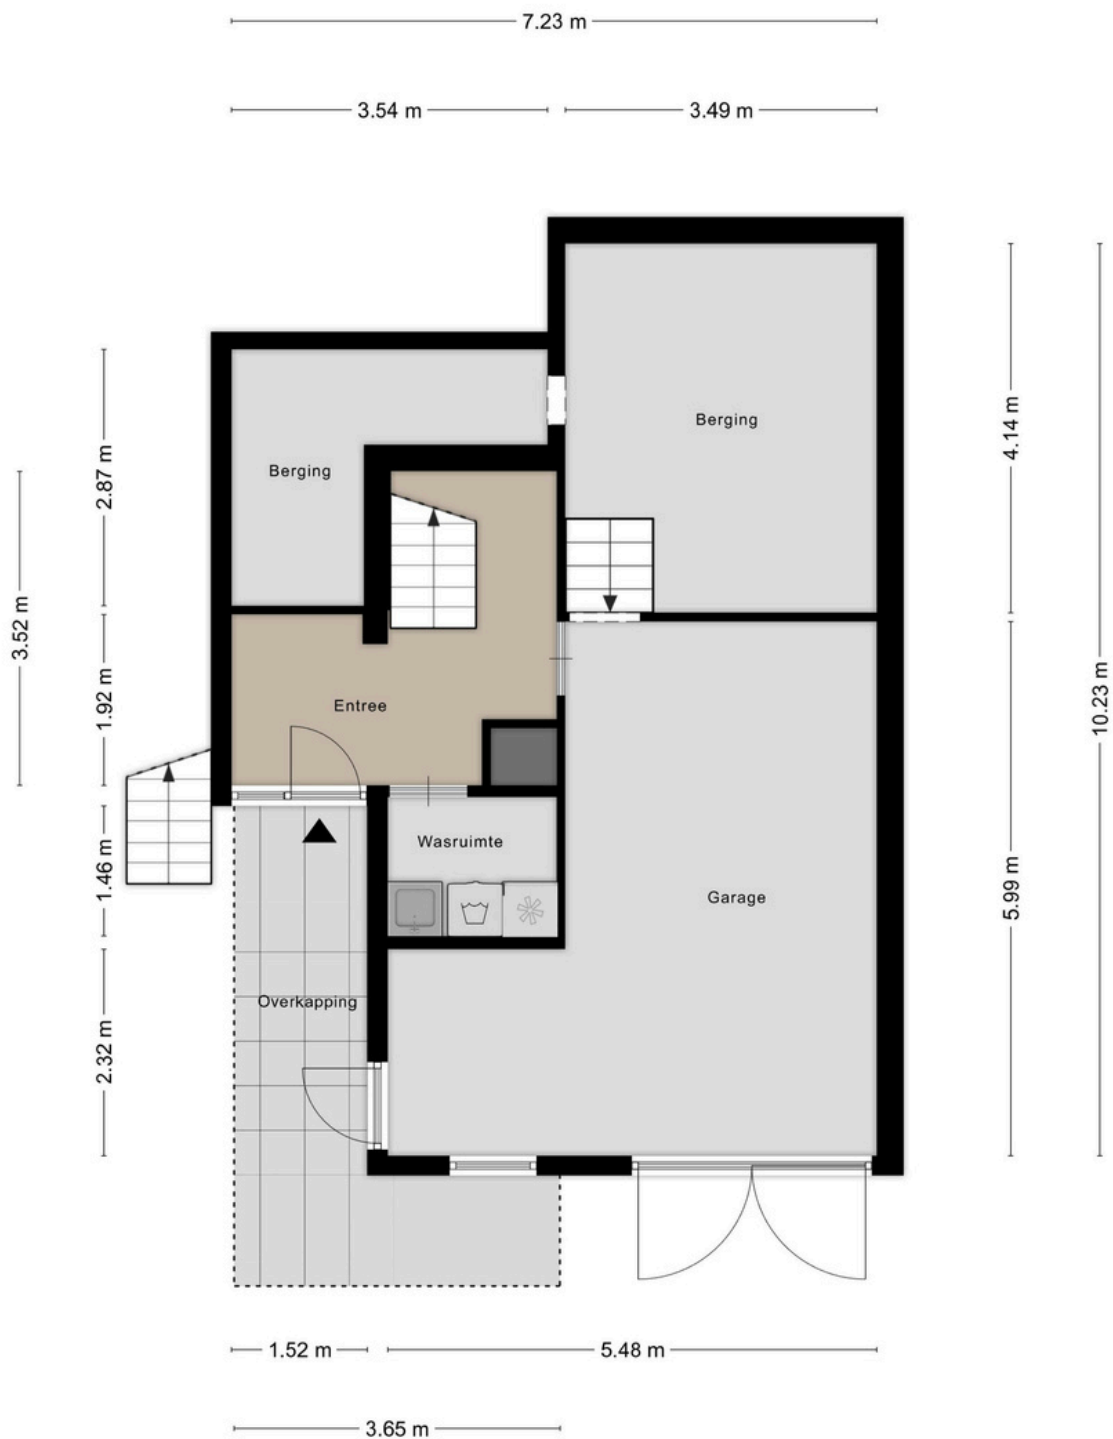 7.23 m
3.54 m
3.49 m
Berging
4.14 m
Berging
2.87 m
3.52 m
Entree
1.92 m
10.23 m
Wasruimte
1.46 m
Garage
5.99 m
Overkapping
2.32 m
1.52 m
5.48 m
3.65 m